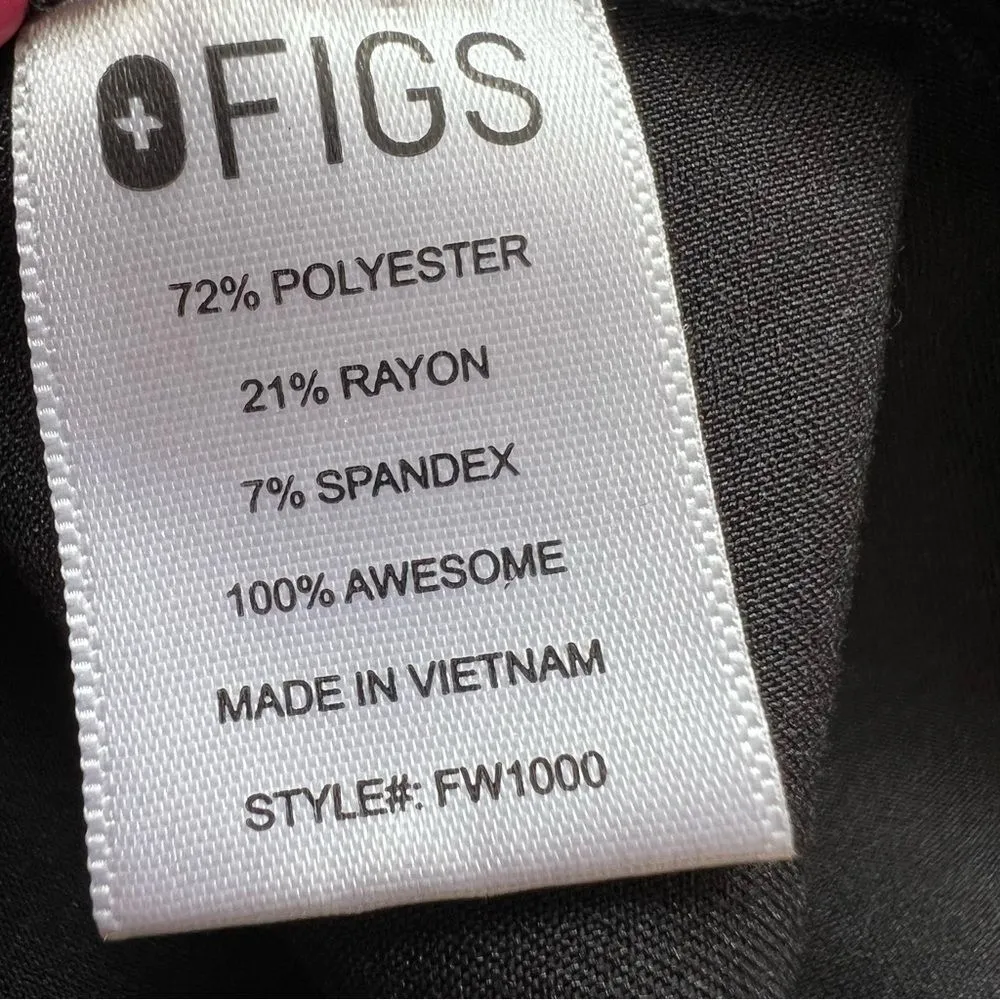 FIGS
72% POLYESTER
21% RAYON
7% SPANDEX
100% AWESOME
MADE IN VIETNAM
STYLE#: FW1000